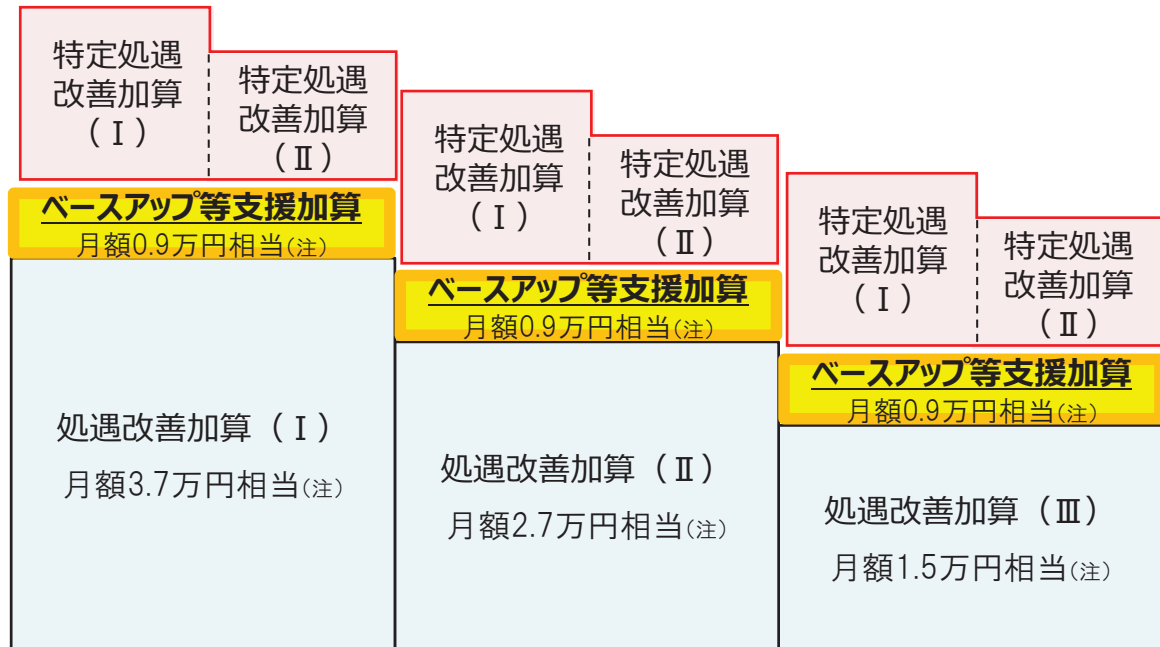 特定処遇
改善加算
（Ⅰ）
特定処遇
改善加算
（Ⅱ）
ベースアップ等支援加算
月額0.9万円相当(注)
処遇改善加算（Ⅰ）
月額3.7万円相当(注)
特定処遇
改善加算
（Ⅰ）
特定処遇
改善加算
（Ⅱ）
ベースアップ等支援加算
月額0.9万円相当(注)
処遇改善加算（Ⅱ）
月額2.7万円相当(注)
特定処遇
改善加算
（Ⅰ）
特定処遇
改善加算
（Ⅱ）
ベースアップ等支援加算
月額0.9万円相当(注)
処遇改善加算（Ⅲ）
月額1.5万円相当(注)